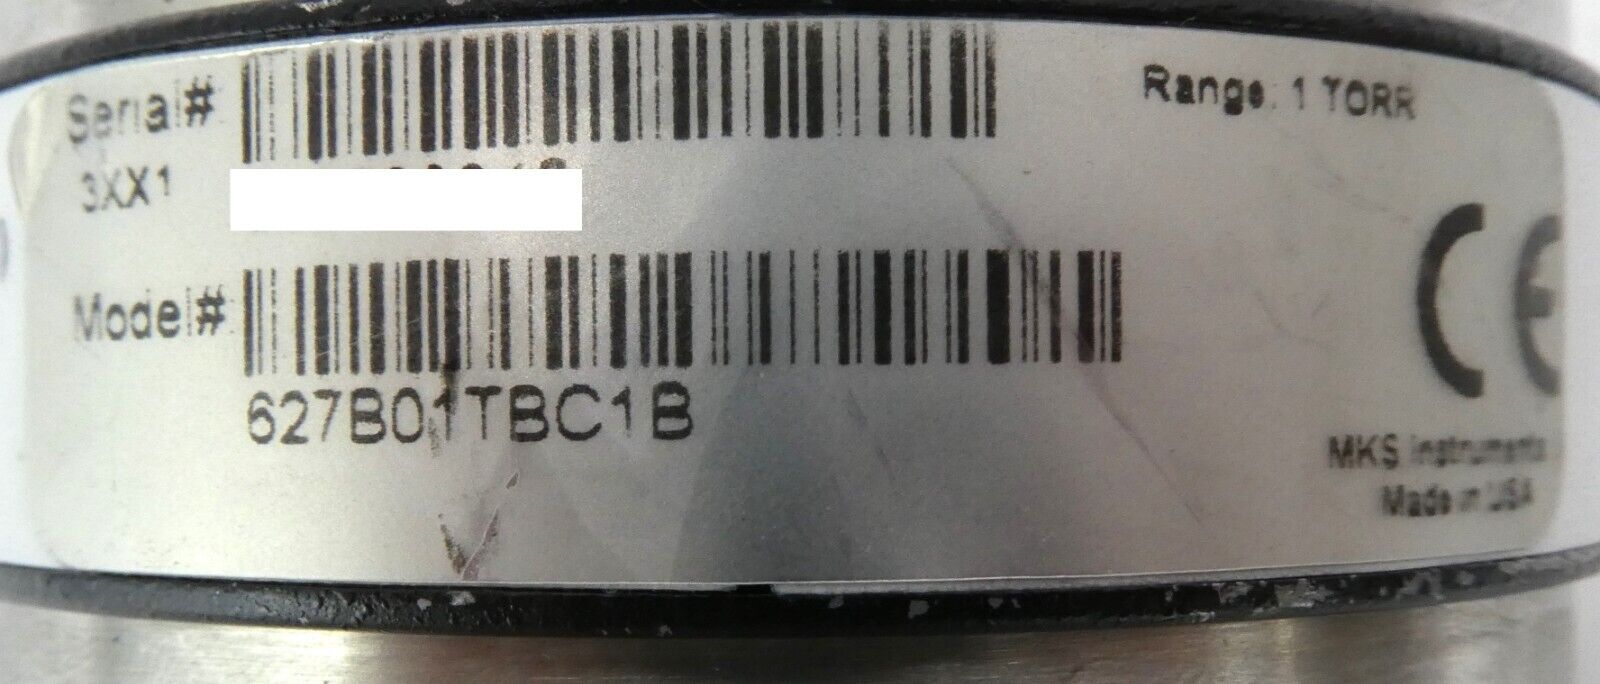 Serial#
Range: 1 TORR
3XX1
Model#
627B01TBC1B
CE
MKS Instruments
Made in USA